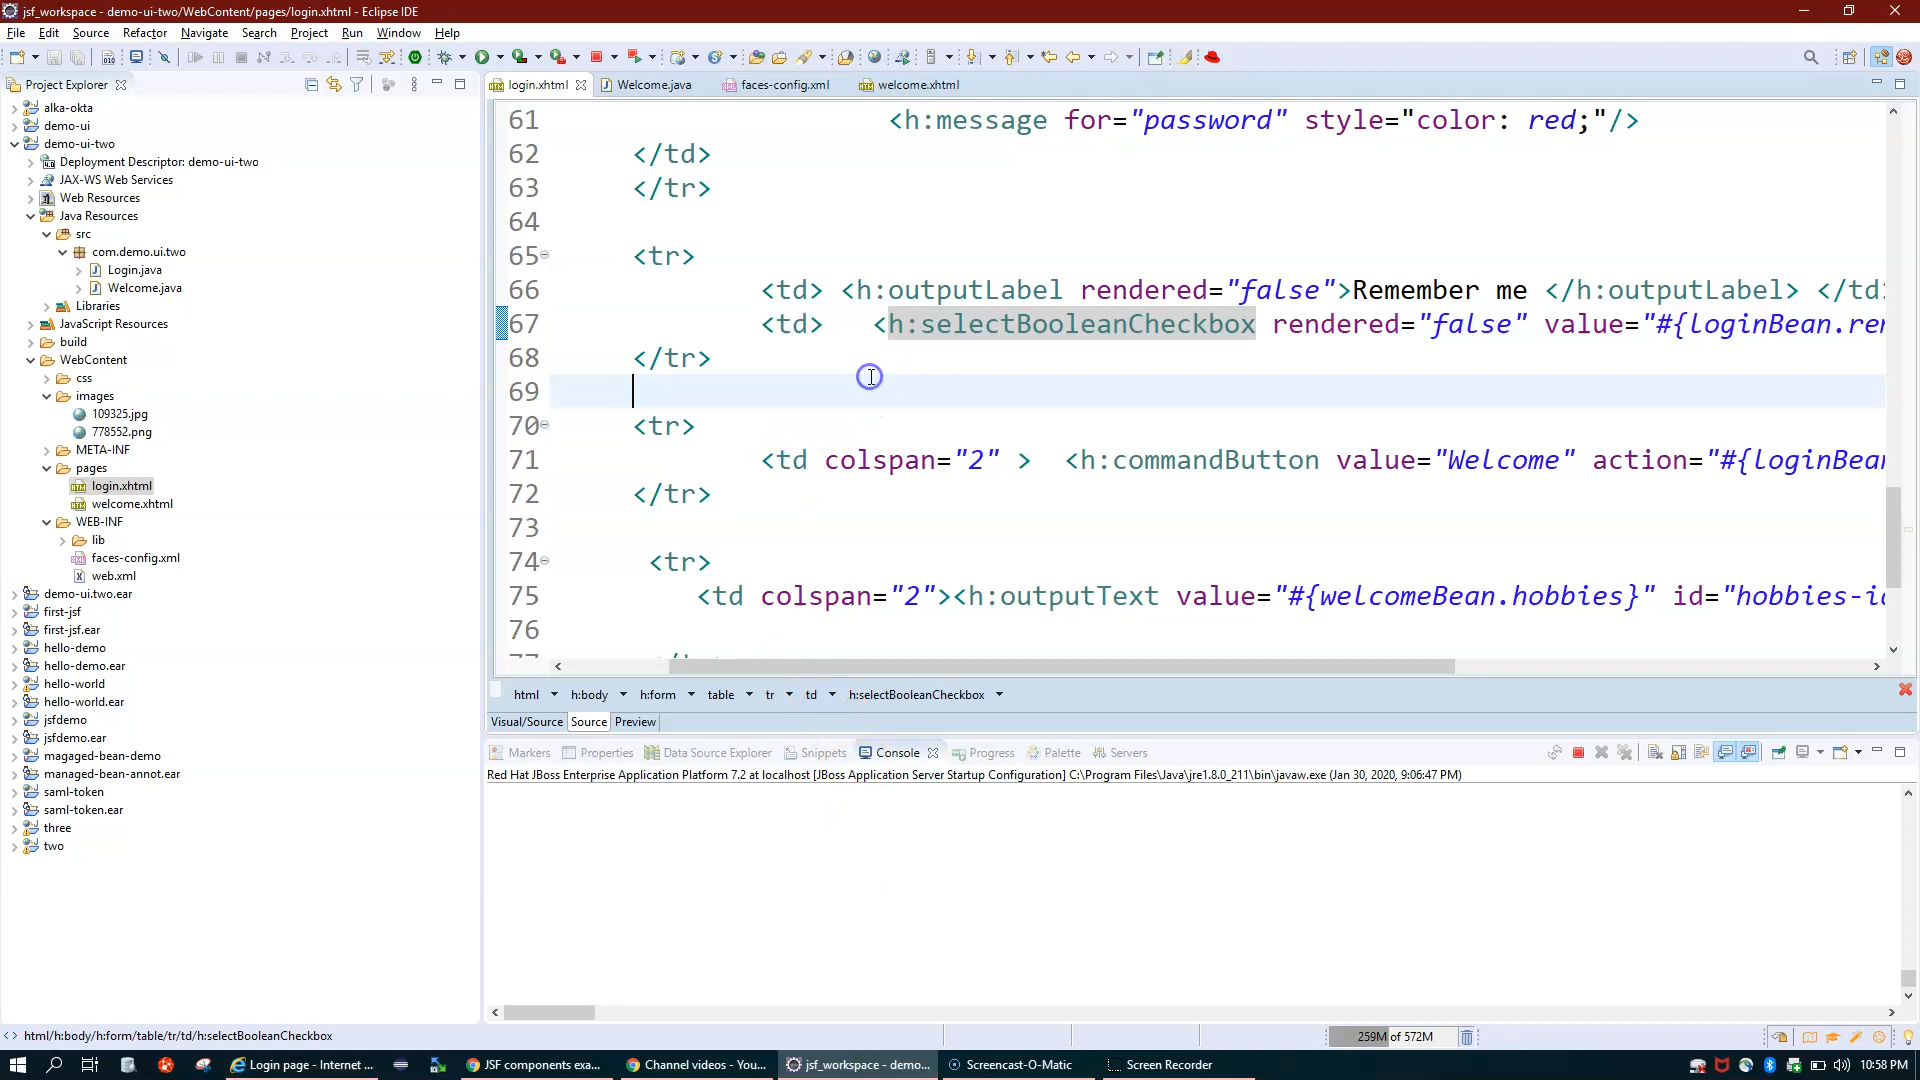 jsf_workspace - demo-ui-two/WebContent/pages/login.xhtml - Eclipse IDE
File Edit Source Refactor Navigate Search Project Run Window Help
Project Explorer
alka-okta
demo-ui
demo-ui-two
Deployment Descriptor: demo-ui-two
JAX-WS Web Services
Web Resources
Java Resources
src
com.demo.ui.two
Login.java
Welcome.java
Libraries
JavaScript Resources
build
WebContent
css
images
109325.jpg
778552.png
META-INF
pages
login.xhtml
welcome.xhtml
WEB-INF
lib
faces-config.xml
web.xml
demo-ui.two.ear
first-jsf
first-jsf.ear
hello-demo
hello-demo.ear
hello-world
hello-world.ear
jsfdemo
jsfdemo.ear
magaged-bean-demo
managed-bean-annot.ear
saml-token
saml-token.ear
three
two
login.xhtml Welcome.java faces-config.xml welcome.xhtml
61 <h:message for="password" style="color: red;"/>
62 </td>
63 </tr>
64
65 <tr>
66 <td> <h:outputLabel rendered="false">Remember me </h:outputLabel> </td
67 <td> <h:selectBooleanCheckbox rendered="false" value="#{loginBean.rer
68 </tr>
69
70 <tr>
71 <td colspan="2" > <h:commandButton value="Welcome" action="#{loginBear
72 </tr>
73
74 <tr>
75 <td colspan="2"><h:outputText value="#{welcomeBean.hobbies}" id="hobbies-id
76
html h:body h:form table tr td h:selectBooleanCheckbox
Visual/Source Source Preview
Markers Properties Data Source Explorer Snippets Console Progress Palette Servers
Red Hat JBoss Enterprise Application Platform 7.2 at localhost [JBoss Application Server Startup Configuration] C:\Program Files\Java\jre1.8.0_211\bin\javaw.exe (Jan 30, 2020, 9:06:47 PM)
html/h:body/h:form/table/tr/td/h:selectBooleanCheckbox
259M of 572M
Login page - Internet ... JSF components exa... Channel videos - You... jsf_workspace - demo... Screencast-O-Matic Screen Recorder 10:58 PM